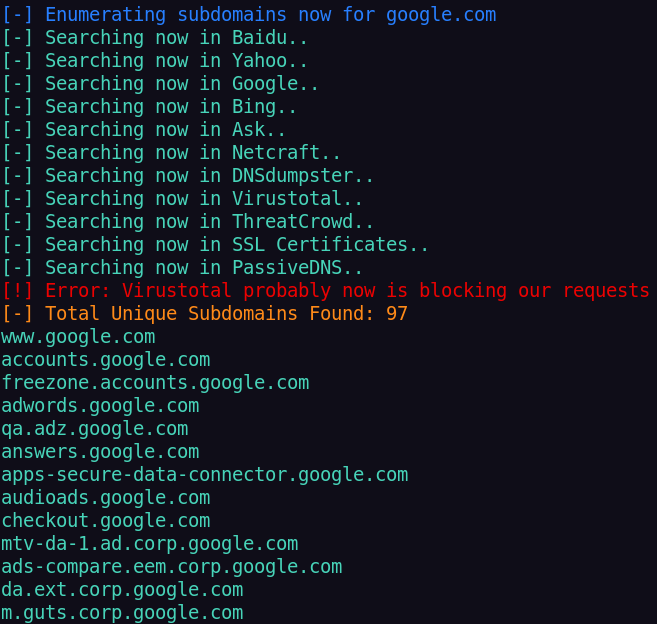 [-] Enumerating subdomains now for google.com
[-] Searching now in Baidu..
[-] Searching now in Yahoo..
[-] Searching now in Google..
[-] Searching now in Bing..
[-] Searching now in Ask..
[-] Searching now in Netcraft..
[-] Searching now in DNSdumpster..
[-] Searching now in Virustotal..
[-] Searching now in ThreatCrowd..
[-] Searching now in SSL Certificates..
[-] Searching now in PassiveDNS..
[!] Error: Virustotal probably now is blocking our requests
[-] Total Unique Subdomains Found: 97
www.google.com
accounts.google.com
freezone.accounts.google.com
adwords.google.com
qa.adz.google.com
answers.google.com
apps-secure-data-connector.google.com
audioads.google.com
checkout.google.com
mtv-da-1.ad.corp.google.com
ads-compare.eem.corp.google.com
da.ext.corp.google.com
m.guts.corp.google.com